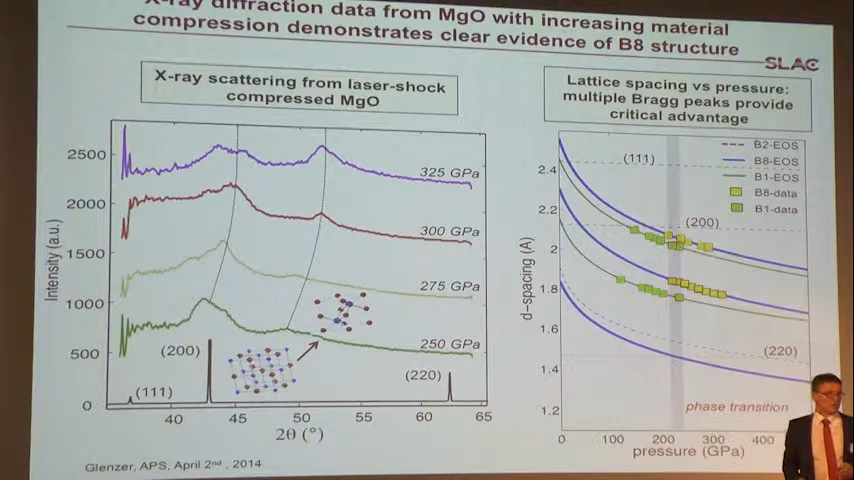 X-ray diffraction data from MgO with increasing material
compression demonstrates clear evidence of B8 structure
SLAC
X-ray scattering from laser-shock
compressed MgO
Lattice spacing vs pressure:
multiple Bragg peaks provide
critical advantage
2500
2000
1500
1000
500
0
Intensity (a.u.)
325 GPa
300 GPa
275 GPa
250 GPa
(200)
(111)
(220)
40
45
50
55
60
65
2θ (°)
B2-EOS
B8-EOS
B1-EOS
B8-data
B1-data
(111)
(200)
(220)
2.4
2.2
2
1.8
1.6
1.4
1.2
d-spacing (A)
phase transition
0
100
200
300
400
pressure (GPa)
Glenzer, APS, April 2nd , 2014